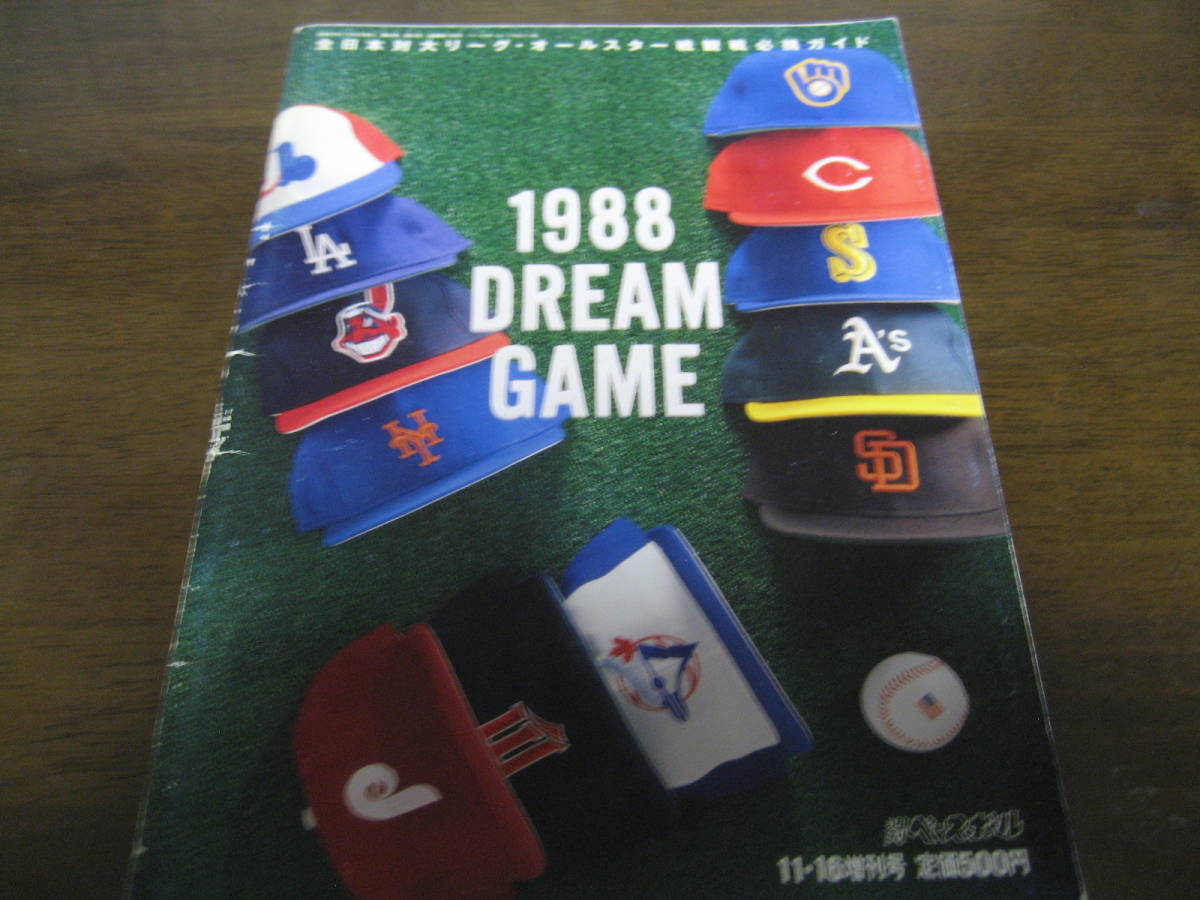 全日本対大リーグ・オールスター戦観戦必携ガイド
1988
DREAM
GAME
LA
C
S
A's
NY
SD
M
P
週刊ベースボール
11・16増刊号 定価500円